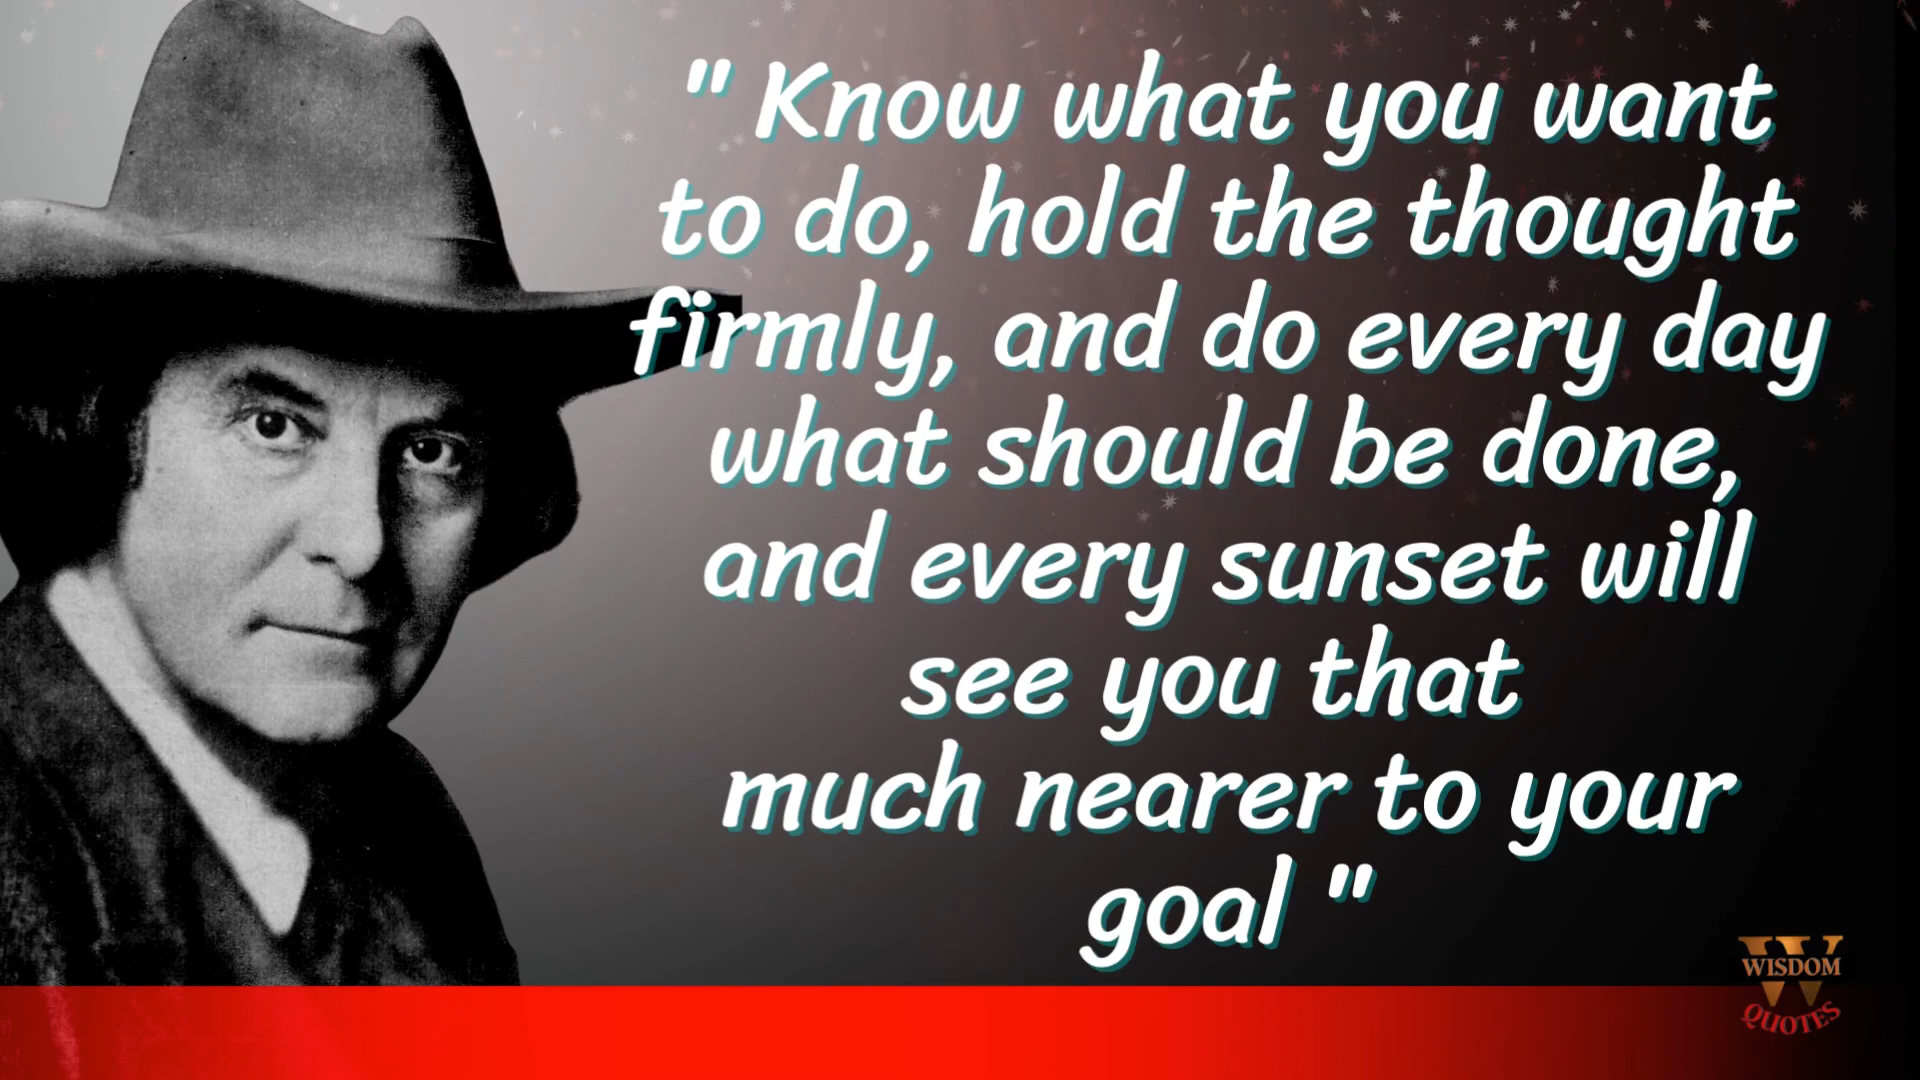 " Know what you want
to do, hold the thought
firmly, and do every day
what should be done,
and every sunset will
see you that
much nearer to your
goal "
W
WISDOM
QUOTES